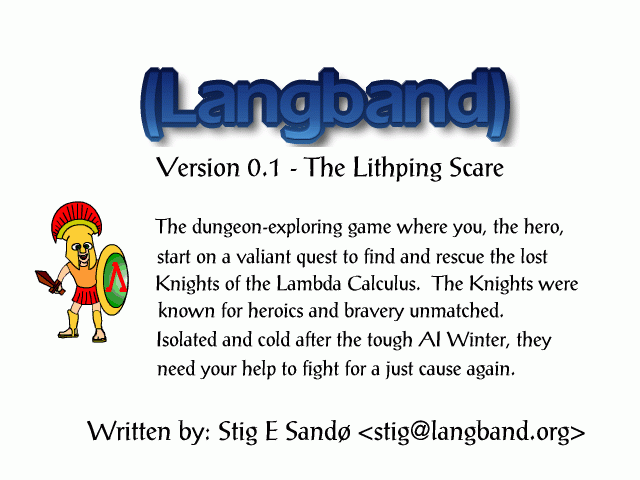 (Langband)
Version 0.1 - The Lithping Scare
The dungeon-exploring game where you, the hero,
start on a valiant quest to find and rescue the lost
Knights of the Lambda Calculus. The Knights were
known for heroics and bravery unmatched.
Isolated and cold after the tough AI Winter, they
need your help to fight for a just cause again.
Written by: Stig E Sandø <stig@langband.org>